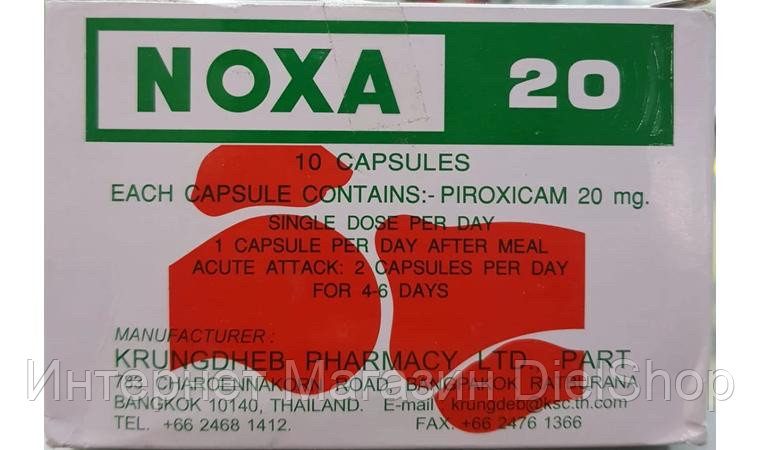 NOXA 20
10 CAPSULES
EACH CAPSULE CONTAINS:- PIROXICAM 20 mg.
SINGLE DOSE PER DAY
1 CAPSULE PER DAY AFTER MEAL
ACUTE ATTACK: 2 CAPSULES PER DAY
FOR 4-6 DAYS
MANUFACTURER :
KRUNGDHEB PHARMACY LTD., PART.
Интернет Магазин DielShop
CHAROENNAKORN ROAD, BANGPAKOK, RATBURANA
BANGKOK 10140, THAILAND. E-mail : krungdeb@ksc.th.com
TEL. +66 2468 1412. FAX. +66 2476 1366